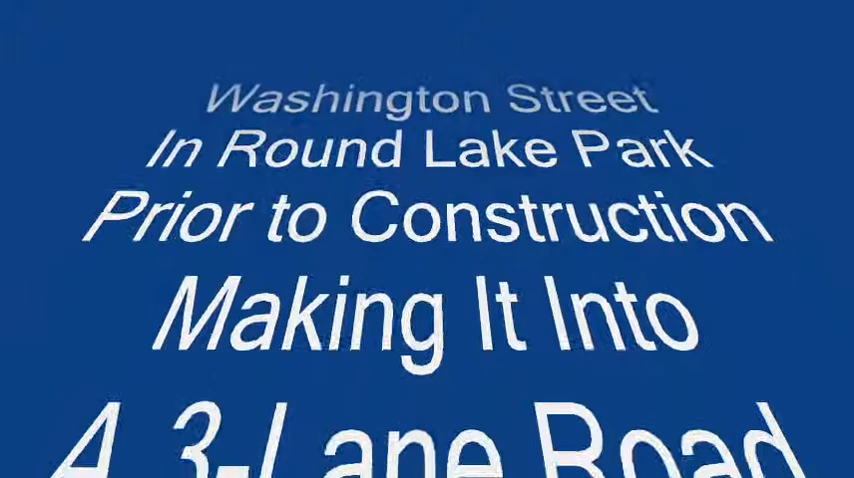 Washington Street
In Round Lake Park
Prior to Construction
Making It Into
A 3-Lane Road